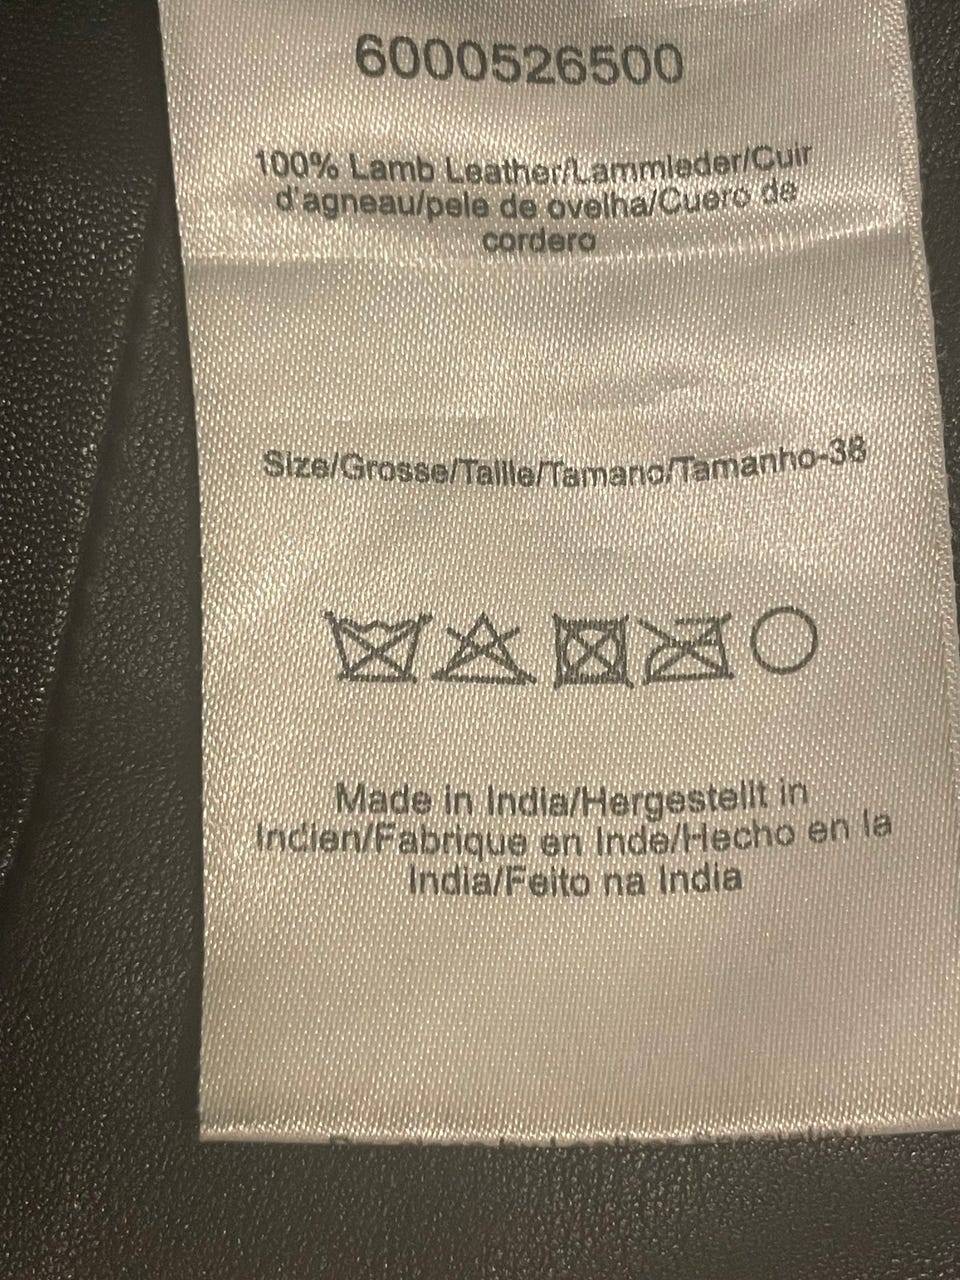 6000526500
100% Lamb Leather/Lammleder/Cuir
d'agneau/pele de ovelha/Cuero de
cordero
Size/Grosse/Taille/Tamano/Tamanho-38
Made in India/Hergestellt in
Indien/Fabrique en Inde/Hecho en la
India/Feito na India